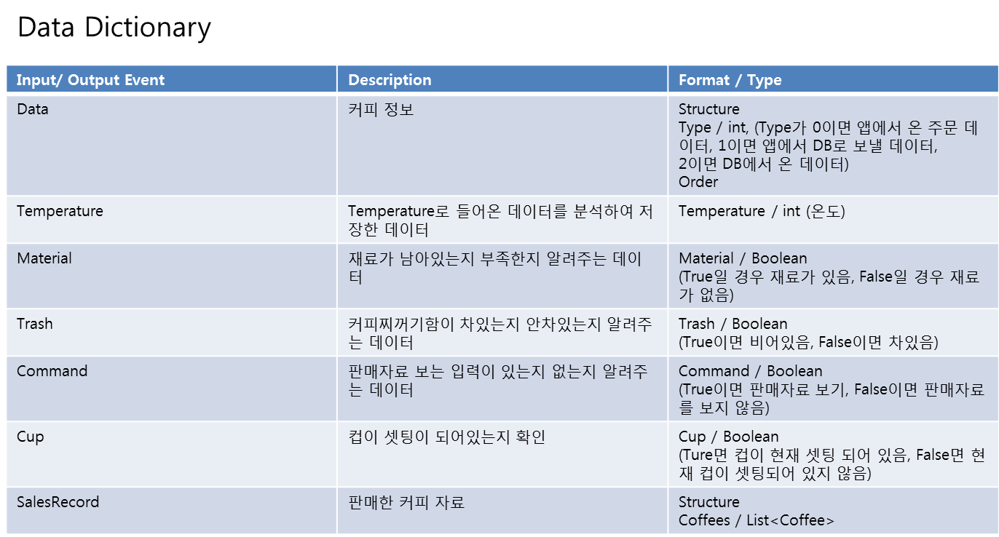 Data Dictionary
Input/ Output Event
Description
Format / Type
Data
커피 정보
Structure
Type / int, (Type가 0이면 앱에서 온 주문 데
이터, 1이면 앱에서 DB로 보낼 데이터,
2이면 DB에서 온 데이터)
Order
Temperature
Temperature로 들어온 데이터를 분석하여 저
장한 데이터
Temperature / int (온도)
Material
재료가 남아있는지 부족한지 알려주는 데이
터
Material / Boolean
(True일 경우 재료가 있음, False일 경우 재료
가 없음)
Trash
커피찌꺼기함이 차있는지 안차있는지 알려주
는 데이터
Trash / Boolean
(True이면 비어있음, False이면 차있음)
Command
판매자료 보는 입력이 있는지 없는지 알려주
는 데이터
Command / Boolean
(True이면 판매자료 보기, False이면 판매자료
를 보지 않음)
Cup
컵이 셋팅이 되어있는지 확인
Cup / Boolean
(Ture면 컵이 현재 셋팅 되어 있음, False면 현
재 컵이 셋팅되어 있지 않음)
SalesRecord
판매한 커피 자료
Structure
Coffees / List<Coffee>